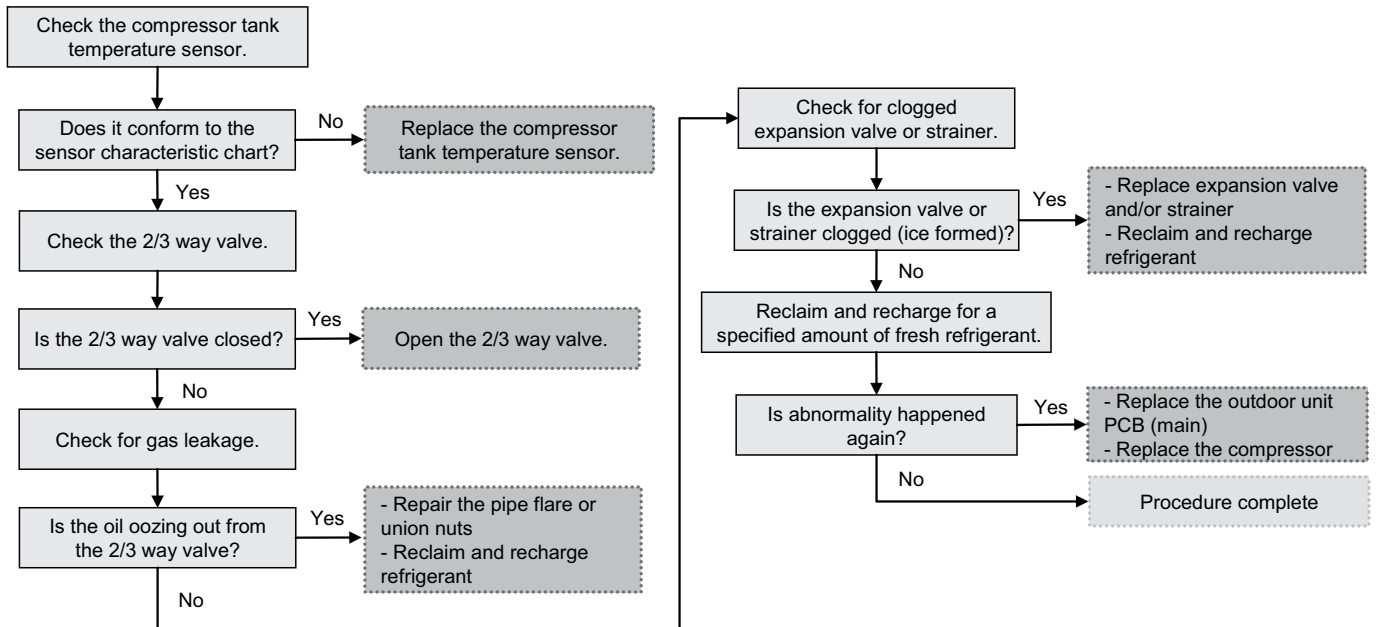 Check the compressor tank
temperature sensor.
Does it conform to the
sensor characteristic chart?
No
Replace the compressor
tank temperature sensor.
Yes
Check the 2/3 way valve.
Is the 2/3 way valve closed?
Yes
Open the 2/3 way valve.
No
Check for gas leakage.
Is the oil oozing out from
the 2/3 way valve?
Yes
- Repair the pipe flare or
union nuts
- Reclaim and recharge
refrigerant
No
Check for clogged
expansion valve or strainer.
Is the expansion valve or
strainer clogged (ice formed)?
Yes
- Replace expansion valve
and/or strainer
- Reclaim and recharge
refrigerant
No
Reclaim and recharge for a
specified amount of fresh refrigerant.
Is abnormality happened
again?
Yes
- Replace the outdoor unit
PCB (main)
- Replace the compressor
No
Procedure complete